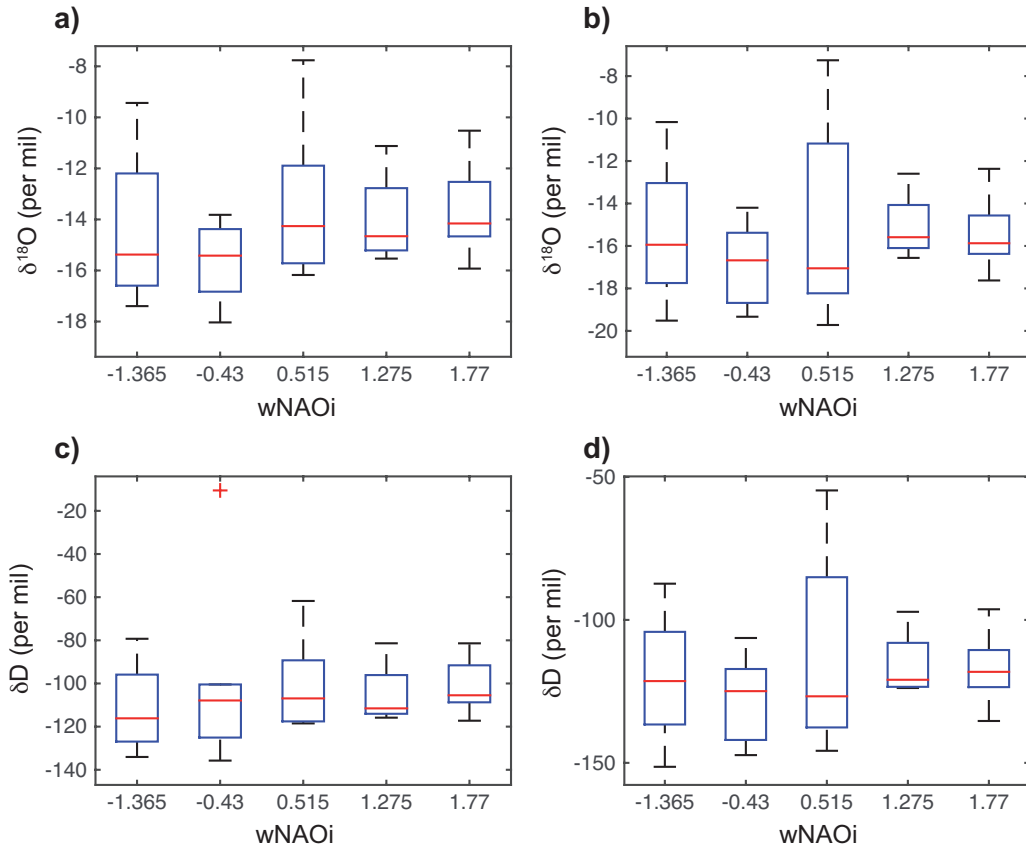 a)
-8
-10
-12
-14
-16
-18
δ¹⁸O (per mil)
-1.365 -0.43 0.515 1.275 1.77
wNAOi
b)
-8
-10
-12
-14
-16
-18
-20
δ¹⁸O (per mil)
-1.365 -0.43 0.515 1.275 1.77
wNAOi
c)
-20
-40
-60
-80
-100
-120
-140
δD (per mil)
-1.365 -0.43 0.515 1.275 1.77
wNAOi
d)
-50
-100
-150
δD (per mil)
-1.365 -0.43 0.515 1.275 1.77
wNAOi